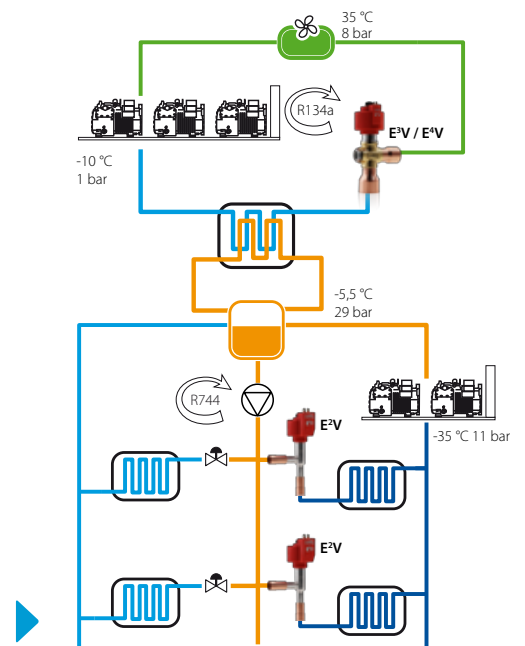 35 °C
8 bar
R134a
E³V / E⁴V
-10 °C
1 bar
-5,5 °C
29 bar
R744
E²V
-35 °C 11 bar
E²V